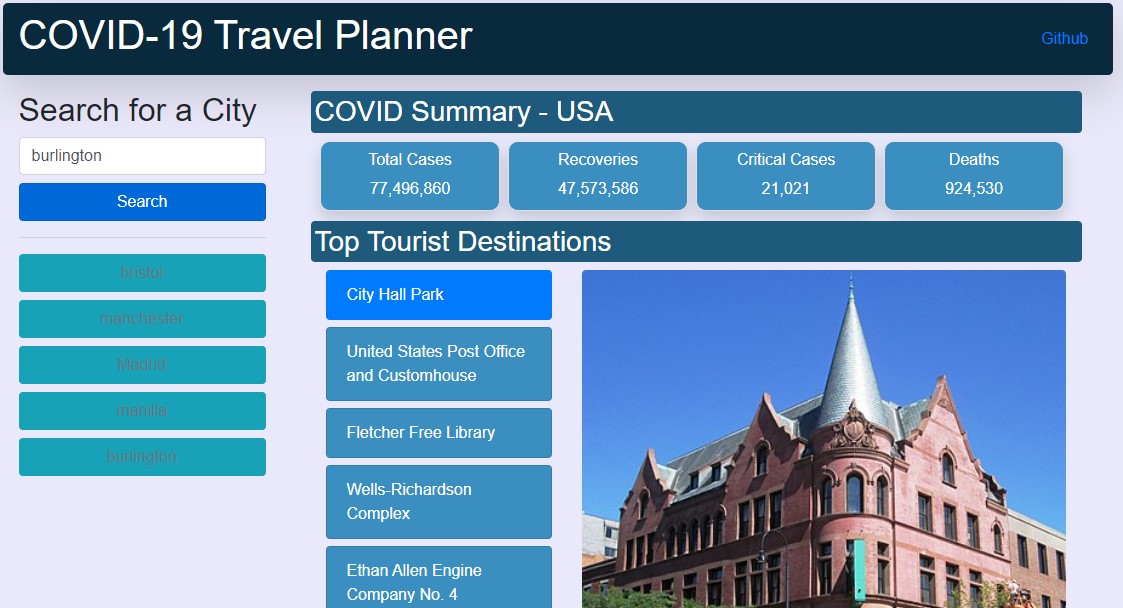 COVID-19 Travel Planner
Github
Search for a City
burlington
Search
bristol
manchester
Madrid
manilla
burlington
COVID Summary - USA
Total Cases
77,496,860
Recoveries
47,573,586
Critical Cases
21,021
Deaths
924,530
Top Tourist Destinations
City Hall Park
United States Post Office
and Customhouse
Fletcher Free Library
Wells-Richardson
Complex
Ethan Allen Engine
Company No. 4